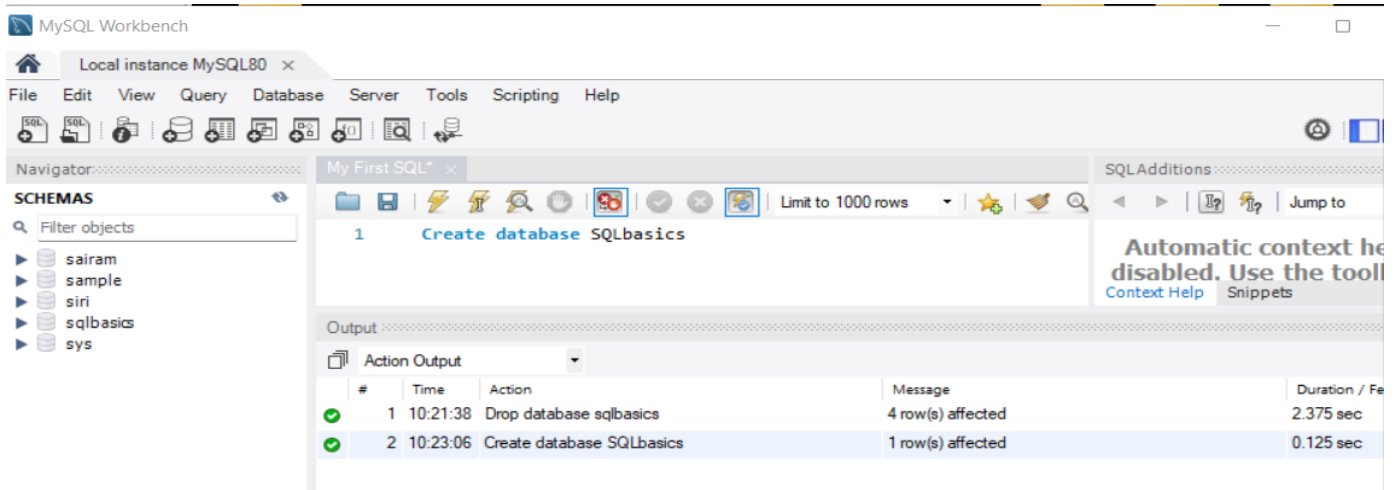 MySQL Workbench
Local instance MySQL80
File Edit View Query Database Server Tools Scripting Help
Navigator
SCHEMAS
Filter objects
sairam
sample
siri
sqlbasics
sys
My First SQL*
Limit to 1000 rows
1 Create database SQLbasics
SQLAdditions
Jump to
Automatic context he
disabled. Use the tooll
Context Help Snippets
Output
Action Output
# Time Action Message Duration / Fe
1 10:21:38 Drop database sqlbasics 4 row(s) affected 2.375 sec
2 10:23:06 Create database SQLbasics 1 row(s) affected 0.125 sec